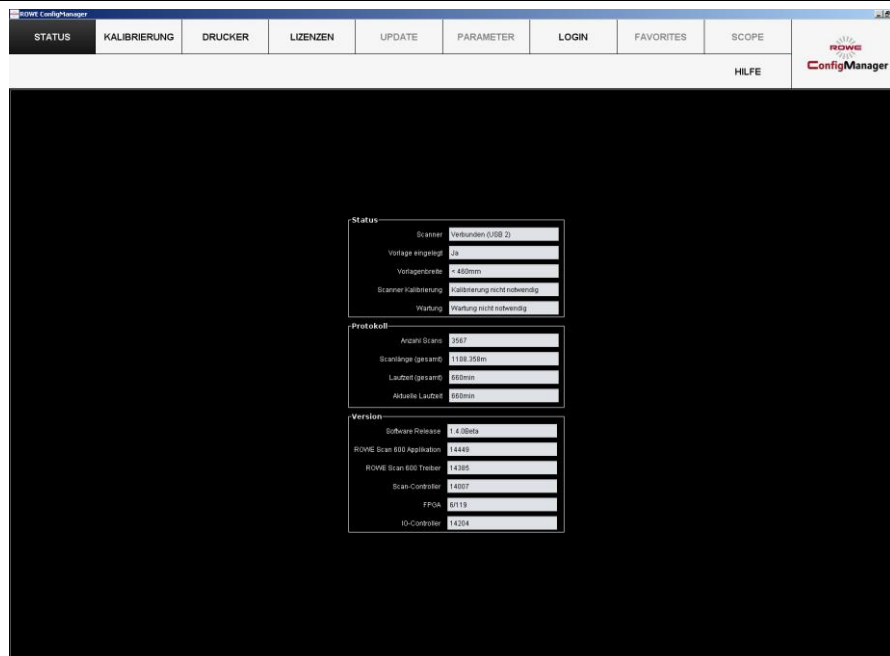 ROWE ConfigManager
STATUS KALIBRIERUNG DRUCKER LIZENZEN UPDATE PARAMETER LOGIN FAVORITES SCOPE
HILFE
ROWE
ConfigManager
Status
Scanner Verbunden (USB 2)
Vorlage eingelegt Ja
Vorlagenbreite < 460mm
Scanner Kalibrierung Kalibrierung nicht notwendig
Wartung Wartung nicht notwendig
Protokoll
Anzahl Scans 3567
Scanlänge (gesamt) 1108.358m
Laufzeit (gesamt) 660min
Aktuelle Laufzeit 660min
Version
Software Release 1.4.0Beta
ROWE Scan 600 Applikation 14449
ROWE Scan 600 Treiber 14385
Scan-Controller 14007
FPGA 6/119
IO-Controller 14204